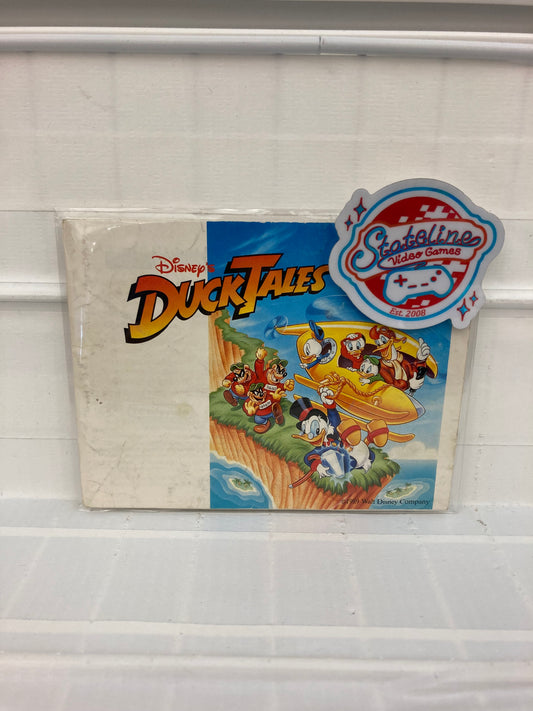 Disney's
DuckTales
Stateline
Video Games
Est. 2008
Walt Disney Company